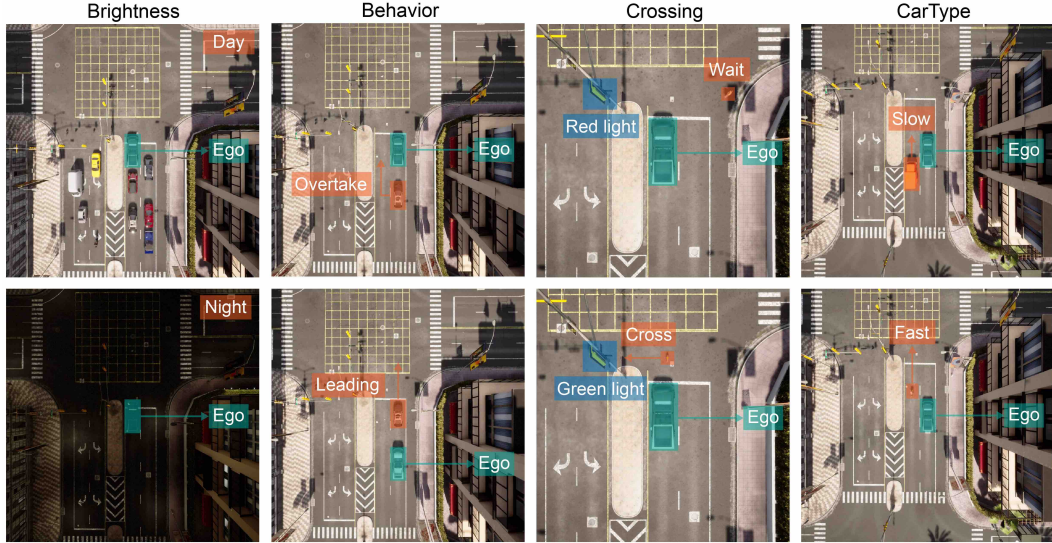 Brightness
Behavior
Crossing
CarType
Day
Ego
Overtake
Ego
Wait
Red light
Ego
Slow
Ego
Night
Ego
Leading
Ego
Cross
Green light
Ego
Fast
Ego